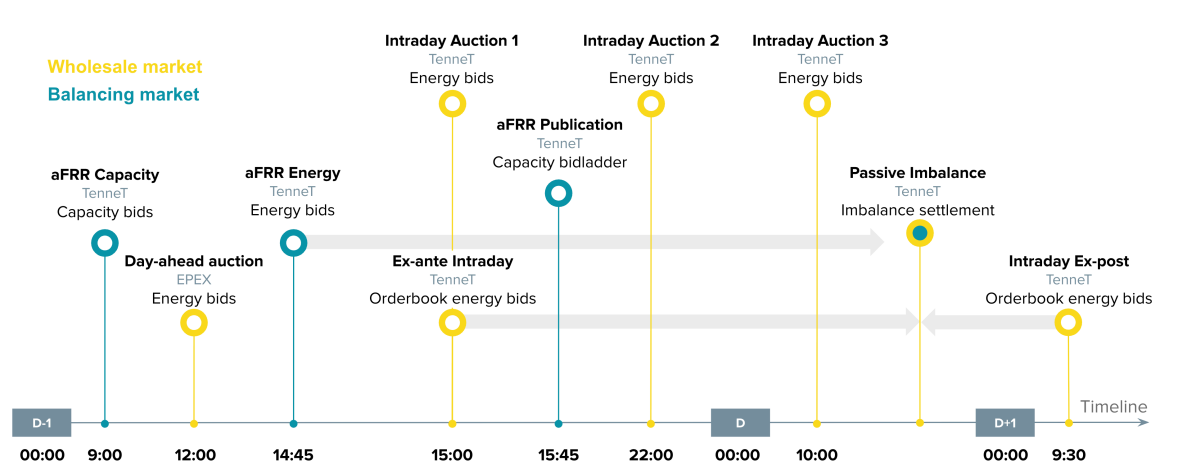 Wholesale market
Balancing market
Intraday Auction 1
TenneT
Energy bids
Intraday Auction 2
TenneT
Energy bids
Intraday Auction 3
TenneT
Energy bids
aFRR Publication
TenneT
Capacity bidladder
aFRR Capacity
TenneT
Capacity bids
aFRR Energy
TenneT
Energy bids
Passive Imbalance
TenneT
Imbalance settlement
Day-ahead auction
EPEX
Energy bids
Ex-ante Intraday
TenneT
Orderbook energy bids
Intraday Ex-post
TenneT
Orderbook energy bids
Timeline
D-1
D
D+1
00:00
9:00
12:00
14:45
15:00
15:45
22:00
00:00
10:00
00:00
9:30